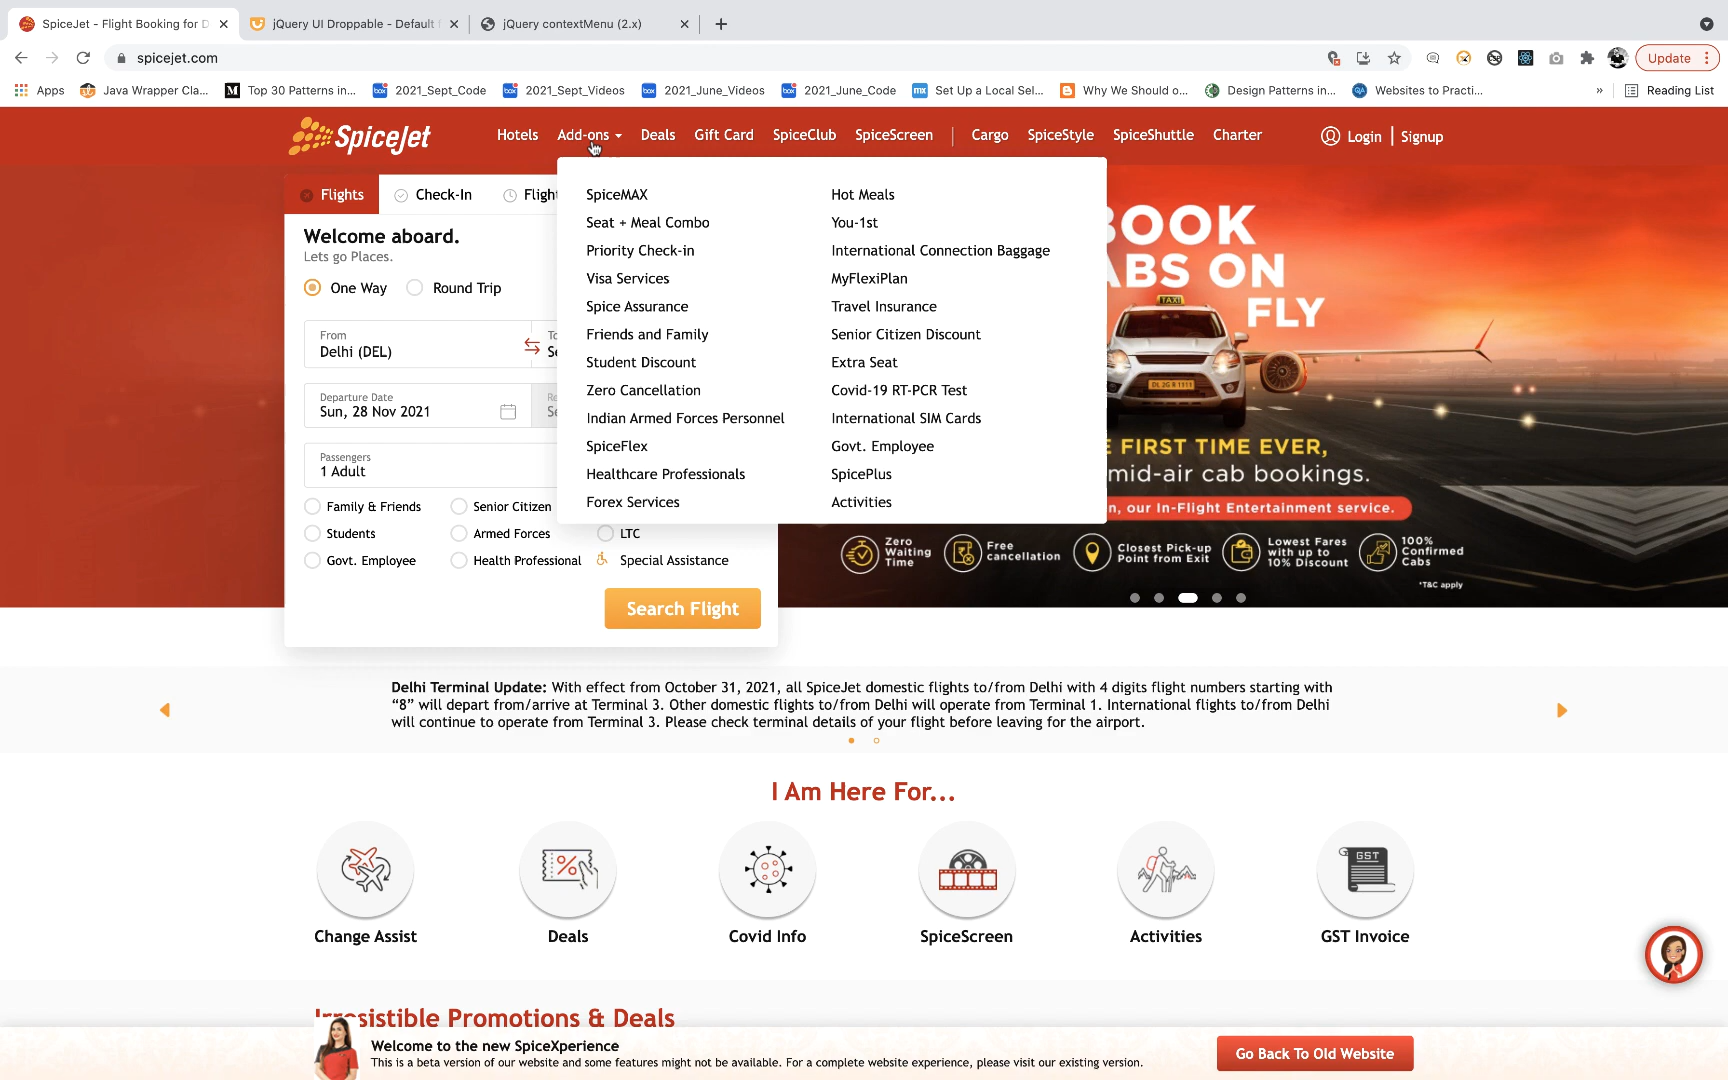 SpiceJet - Flight Booking for D
jQuery UI Droppable - Default f
jQuery contextMenu (2.x)
spicejet.com
Update
Apps
Java Wrapper Cla...
Top 30 Patterns in...
2021_Sept_Code
2021_Sept_Videos
2021_June_Videos
2021_June_Code
Set Up a Local Sel...
Why We Should o...
Design Patterns in...
Websites to Practi...
»
Reading List
SpiceJet
Hotels
Add-ons
Deals
Gift Card
SpiceClub
SpiceScreen
Cargo
SpiceStyle
SpiceShuttle
Charter
Login | Signup
Flights
Check-In
Flight
SpiceMAX
Hot Meals
Seat + Meal Combo
You-1st
Priority Check-in
International Connection Baggage
Visa Services
MyFlexiPlan
Spice Assurance
Travel Insurance
Friends and Family
Senior Citizen Discount
Student Discount
Extra Seat
Zero Cancellation
Covid-19 RT-PCR Test
Indian Armed Forces Personnel
International SIM Cards
SpiceFlex
Govt. Employee
Healthcare Professionals
SpicePlus
Forex Services
Activities
Welcome aboard.
Lets go Places.
One Way
Round Trip
From
Delhi (DEL)
To
Se
Departure Date
Sun, 28 Nov 2021
Re
Se
Passengers
1 Adult
Family & Friends
Senior Citizen
Students
Armed Forces
LTC
Govt. Employee
Health Professional
Special Assistance
Search Flight
BOOK
ABS ON
FLY
TAXI
E FIRST TIME EVER,
mid-air cab bookings.
n, our In-Flight Entertainment service.
Zero
Waiting
Time
Free
cancellation
Closest Pick-up
Point from Exit
Lowest Fares
with up to
10% Discount
100%
Confirmed
Cabs
*T&C apply
Delhi Terminal Update: With effect from October 31, 2021, all SpiceJet domestic flights to/from Delhi with 4 digits flight numbers starting with
“8” will depart from/arrive at Terminal 3. Other domestic flights to/from Delhi will operate from Terminal 1. International flights to/from Delhi
will continue to operate from Terminal 3. Please check terminal details of your flight before leaving for the airport.
I Am Here For...
GST
Change Assist
Deals
Covid Info
SpiceScreen
Activities
GST Invoice
Irresistible Promotions & Deals
Welcome to the new SpiceXperience
This is a beta version of our website and some features might not be available. For a complete website experience, please visit our existing version.
Go Back To Old Website